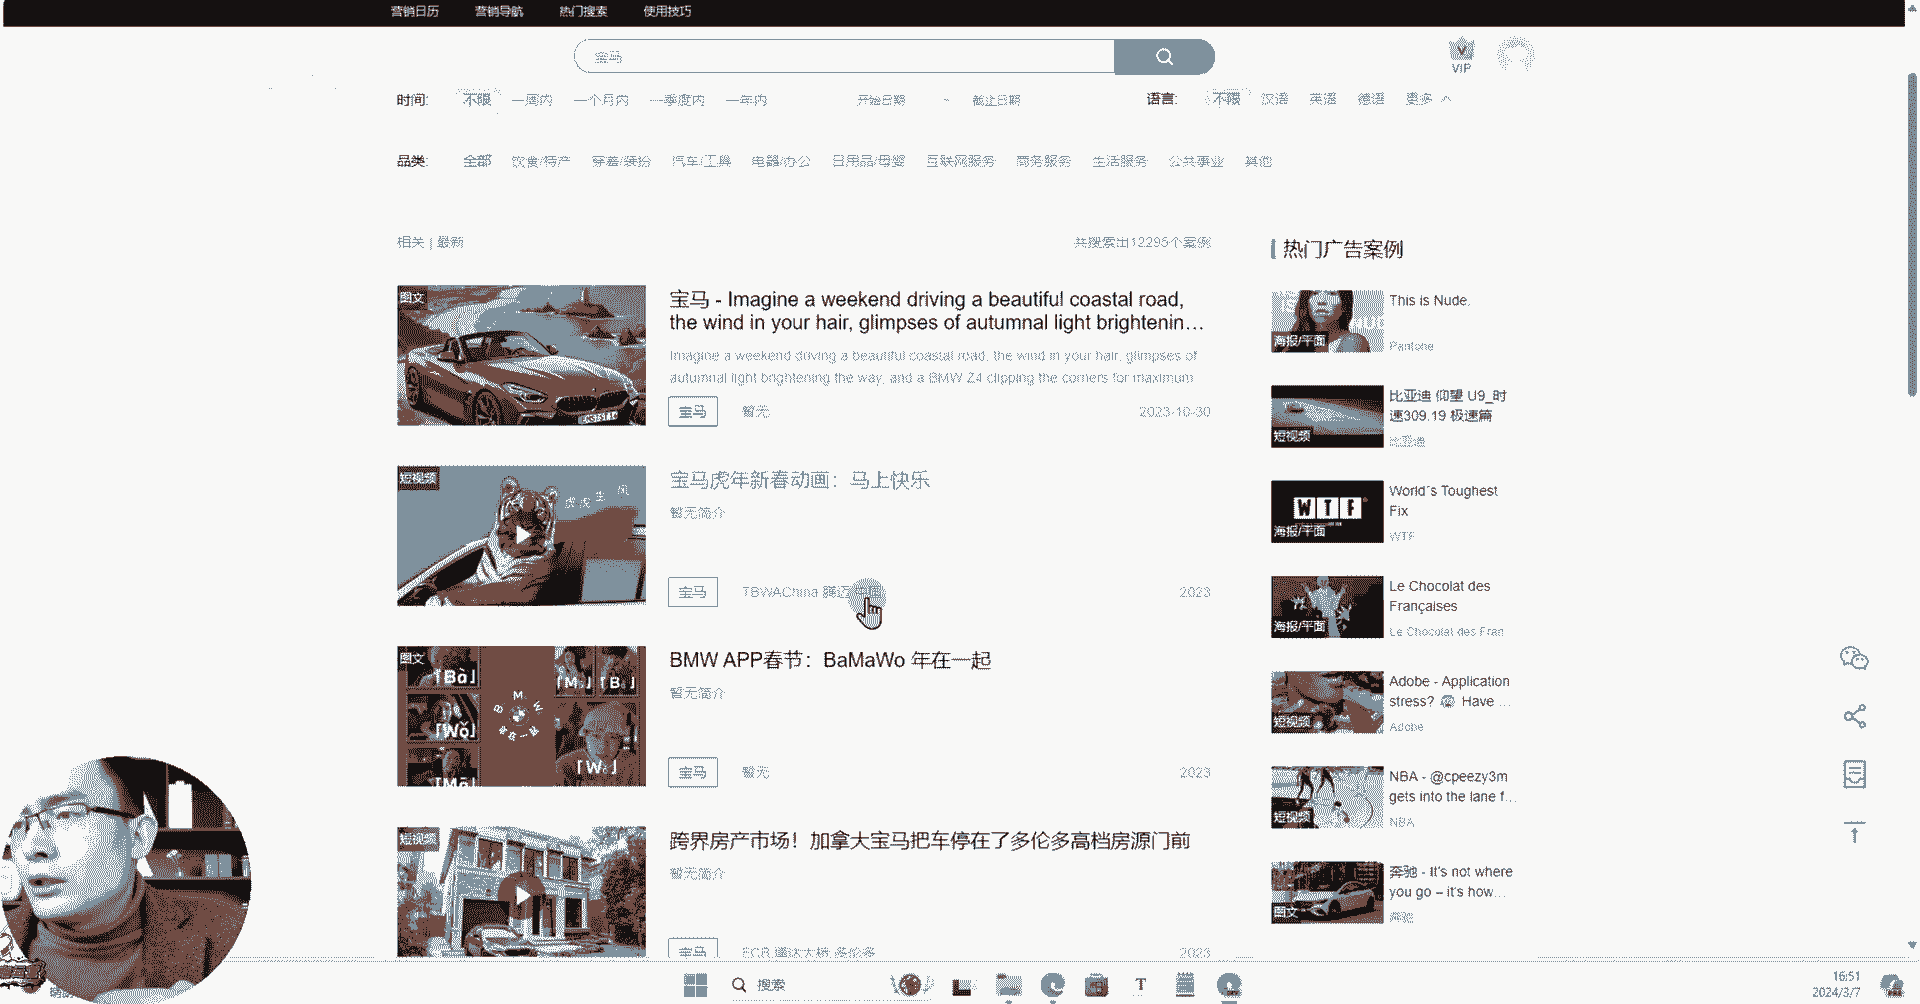 营销日历 营销导航 热门搜索 使用技巧
宝马
VIP
时间: 不限 一周内 一个月内 一季度内 一年内 开始日期 - 截止日期 语言: 不限 汉语 英语 德语 更多
品类: 全部 饮食/特产 穿着/装扮 汽车/工具 电器/办公 日用品/母婴 互联网服务 商务服务 生活服务 公共事业 其他
相关 | 最新 共搜索出12295个案例
图文
宝马 - Imagine a weekend driving a beautiful coastal road,
the wind in your hair, glimpses of autumnal light brightenin…
Imagine a weekend driving a beautiful coastal road, the wind in your hair, glimpses of
autumnal light brightening the way, and a BMW Z4 clipping the corners for maximum
宝马 暂无 2023-10-30
短视频
虎虎生风
宝马虎年新春动画：马上快乐
暂无简介
宝马 TBWAChina 腾迈 2023
图文
「Bà」
「M」「B」
「Wǒ」
「W」
「Mǎ」
B M W
BMW APP春节：BaMaWo 年在一起
暂无简介
宝马 暂无 2023
短视频
跨界房产市场！加拿大宝马把车停在了多伦多高档房源门前
暂无简介
宝马 2023
热门广告案例
海报/平面
This is Nude.
Pantone
短视频
比亚迪 仰望 U9_时
速309.19 极速篇
比亚迪
WTF
海报/平面
World´s Toughest
Fix
WTF
海报/平面
Le Chocolat des
Françaises
Le Chocolat des Fran
短视频
Adobe - Application
stress? Have …
Adobe
短视频
NBA - @cpeezy3m
gets into the lane f…
NBA
图文
奔驰 - It's not where
you go – it's how…
奔驰
搜索
T
16:51
2024/3/7